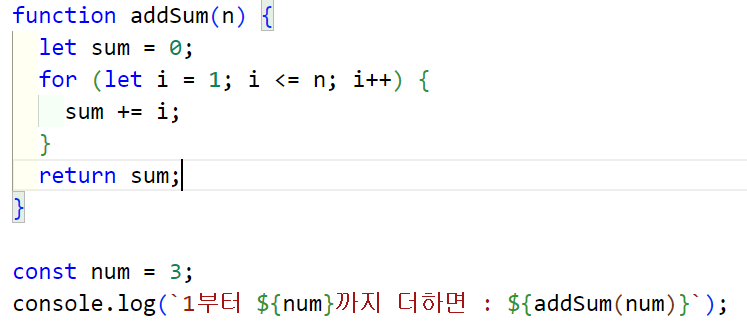 function addSum(n) {
let sum = 0;
for (let i = 1; i <= n; i++) {
sum += i;
}
return sum;
}
const num = 3;
console.log(`1부터 ${num}까지 더하면 : ${addSum(num)}`);